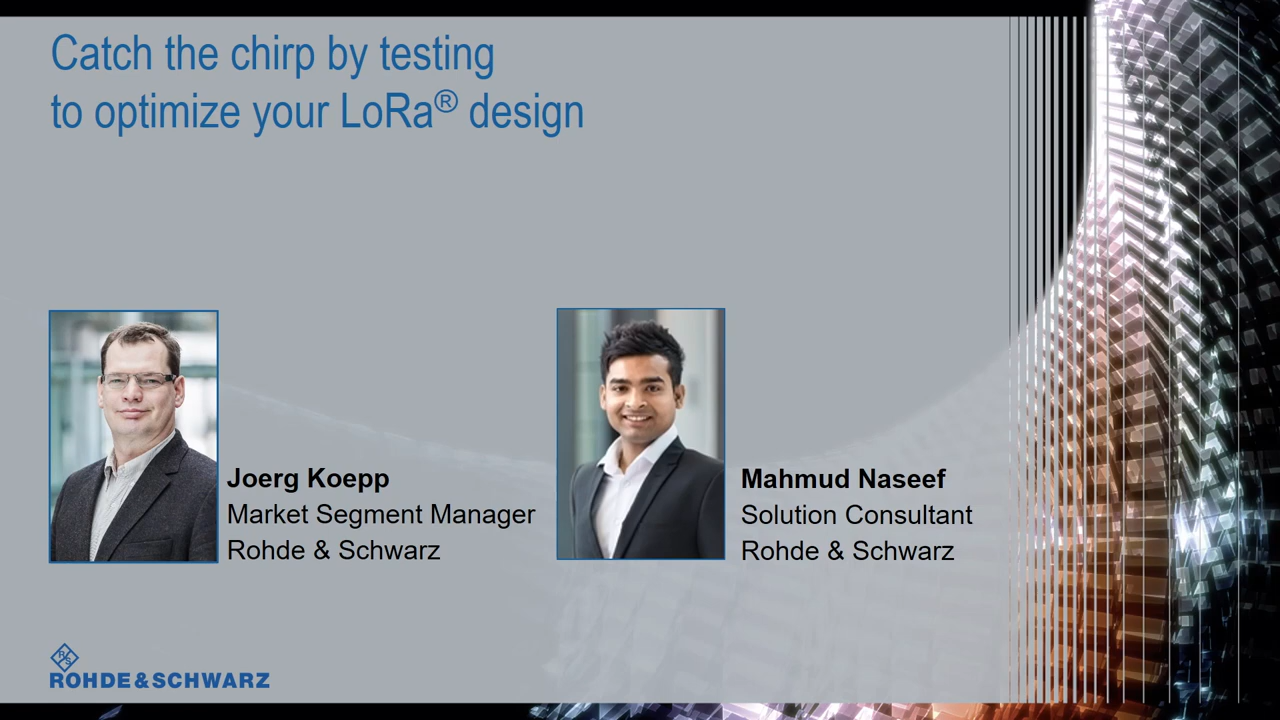 Catch the chirp by testing
to optimize your LoRa® design
Joerg Koepp
Market Segment Manager
Rohde & Schwarz
Mahmud Naseef
Solution Consultant
Rohde & Schwarz
R S
ROHDE & SCHWARZ